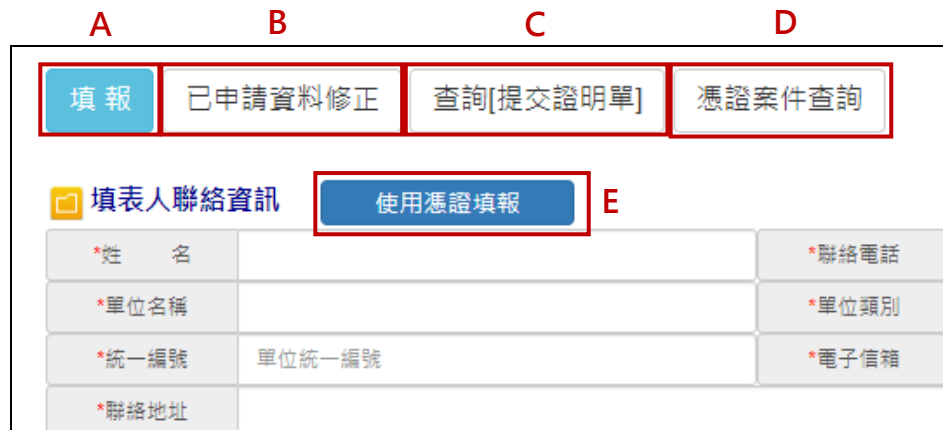 A B C D
填 報 已申請資料修正 查詢[提交證明單] 憑證案件查詢
填表人聯絡資訊 使用憑證填報 E
*姓 名 *聯絡電話
*單位名稱 *單位類別
*統一編號 單位統一編號 *電子信箱
*聯絡地址